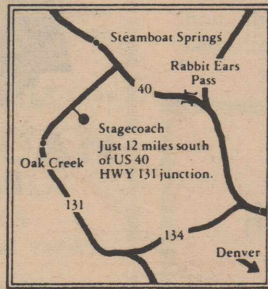 Steamboat Springs
Rabbit Ears
Pass
40
Stagecoach
Just 12 miles south
of US 40
HWY 131 junction.
Oak Creek
131
134
Denver